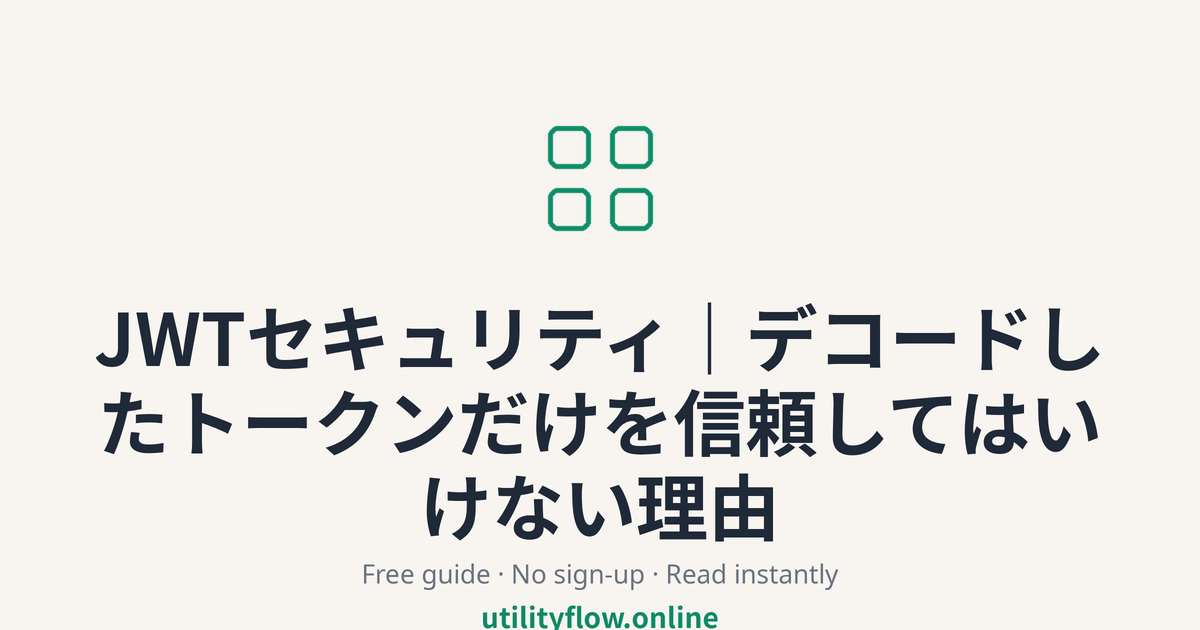 JWTセキュリティ｜デコードし
たトークンだけを信頼してはい
けない理由
Free guide · No sign-up · Read instantly
utilityflow.online